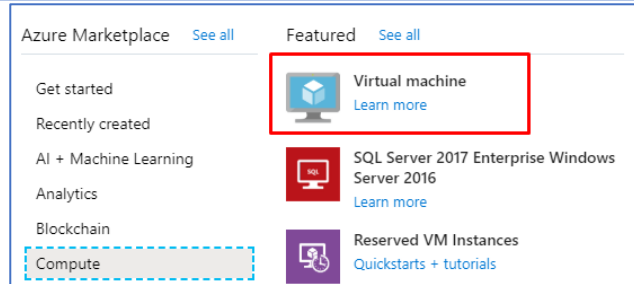 Azure Marketplace See all
Get started
Recently created
AI + Machine Learning
Analytics
Blockchain
Compute
Featured See all
Virtual machine
Learn more
SQL
SQL Server 2017 Enterprise Windows
Server 2016
Learn more
Reserved VM Instances
Quickstarts + tutorials